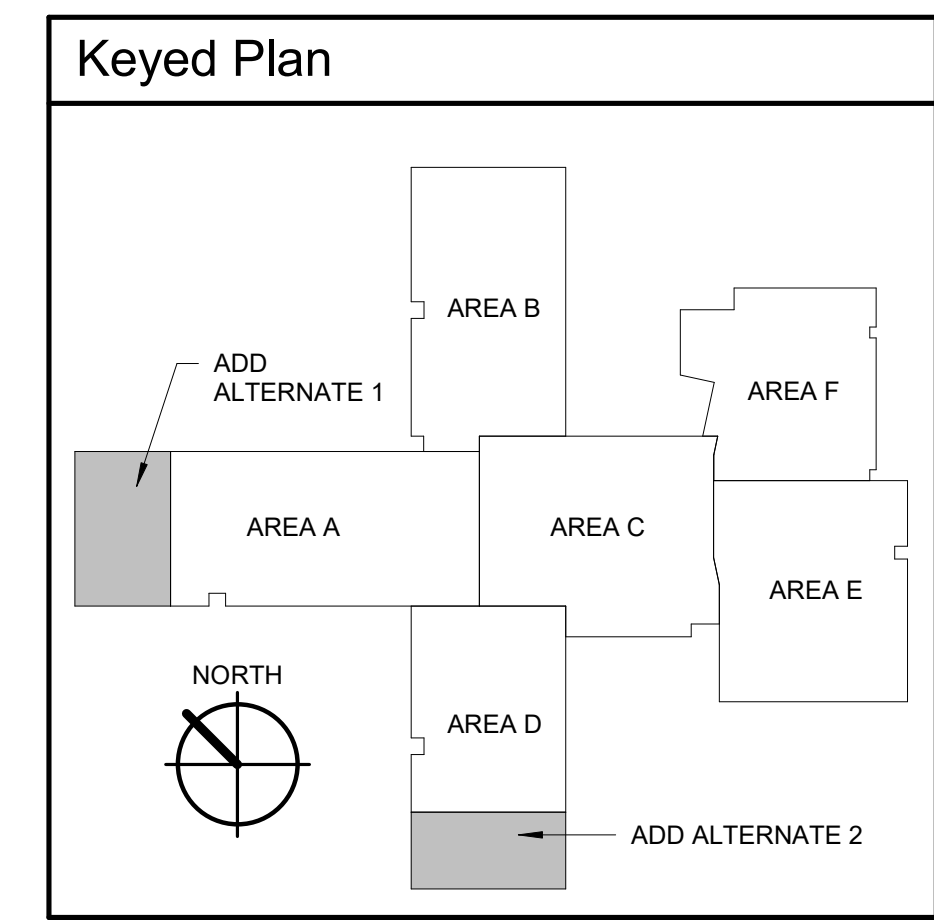 Keyed Plan
AREA B
ADD
ALTERNATE 1
AREA F
AREA A
AREA C
AREA E
NORTH
AREA D
ADD ALTERNATE 2